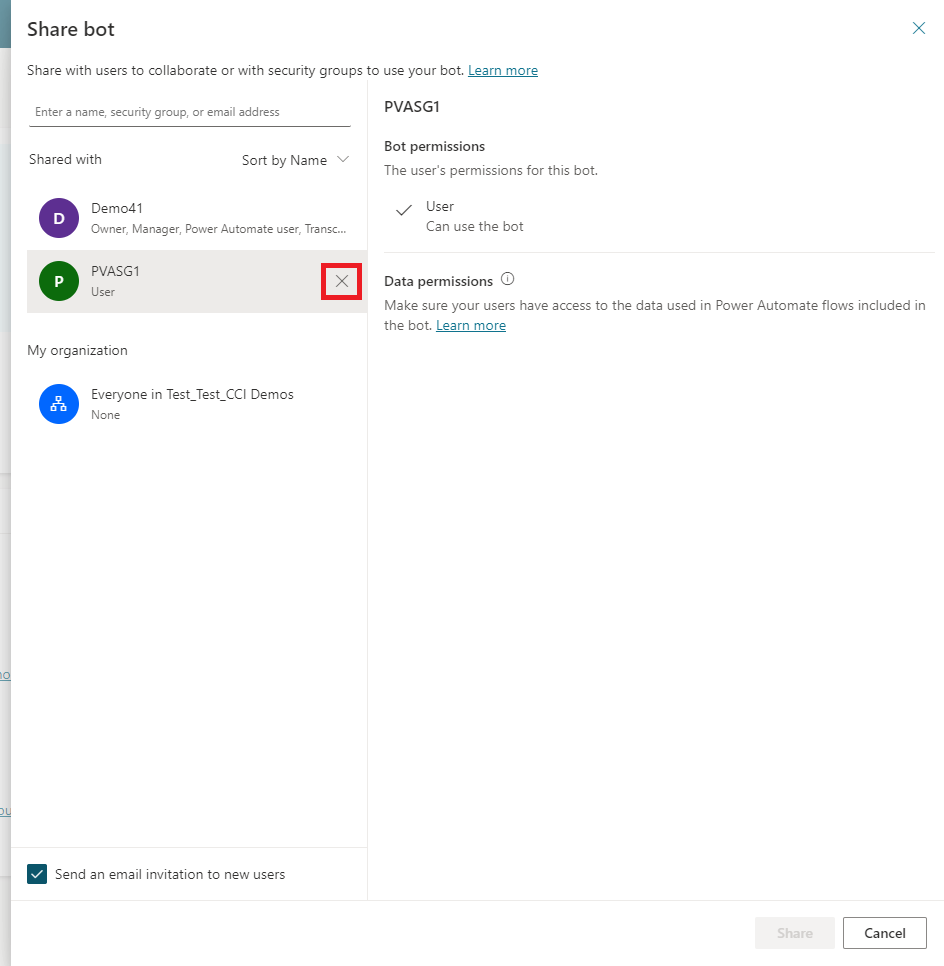 Share bot
Share with users to collaborate or with security groups to use your bot. Learn more
Enter a name, security group, or email address
Shared with
Sort by Name
D
Demo41
Owner, Manager, Power Automate user, Transc...
P
PVASG1
User
My organization
Everyone in Test_Test_CCI Demos
None
Send an email invitation to new users
PVASG1
Bot permissions
The user's permissions for this bot.
User
Can use the bot
Data permissions
Make sure your users have access to the data used in Power Automate flows included in
the bot. Learn more
Share
Cancel